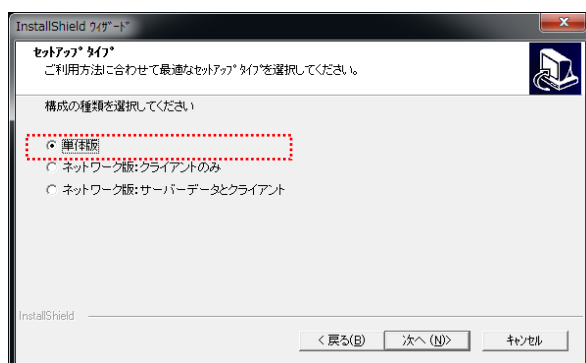 InstallShield ウィザード
セットアップ タイプ
ご利用方法に合わせて最適なセットアップ タイプを選択してください。
構成の種類を選択してください
単体版
ネットワーク版:クライアントのみ
ネットワーク版:サーバーデータとクライアント
InstallShield
< 戻る(B)
次へ (N)>
キャンセル